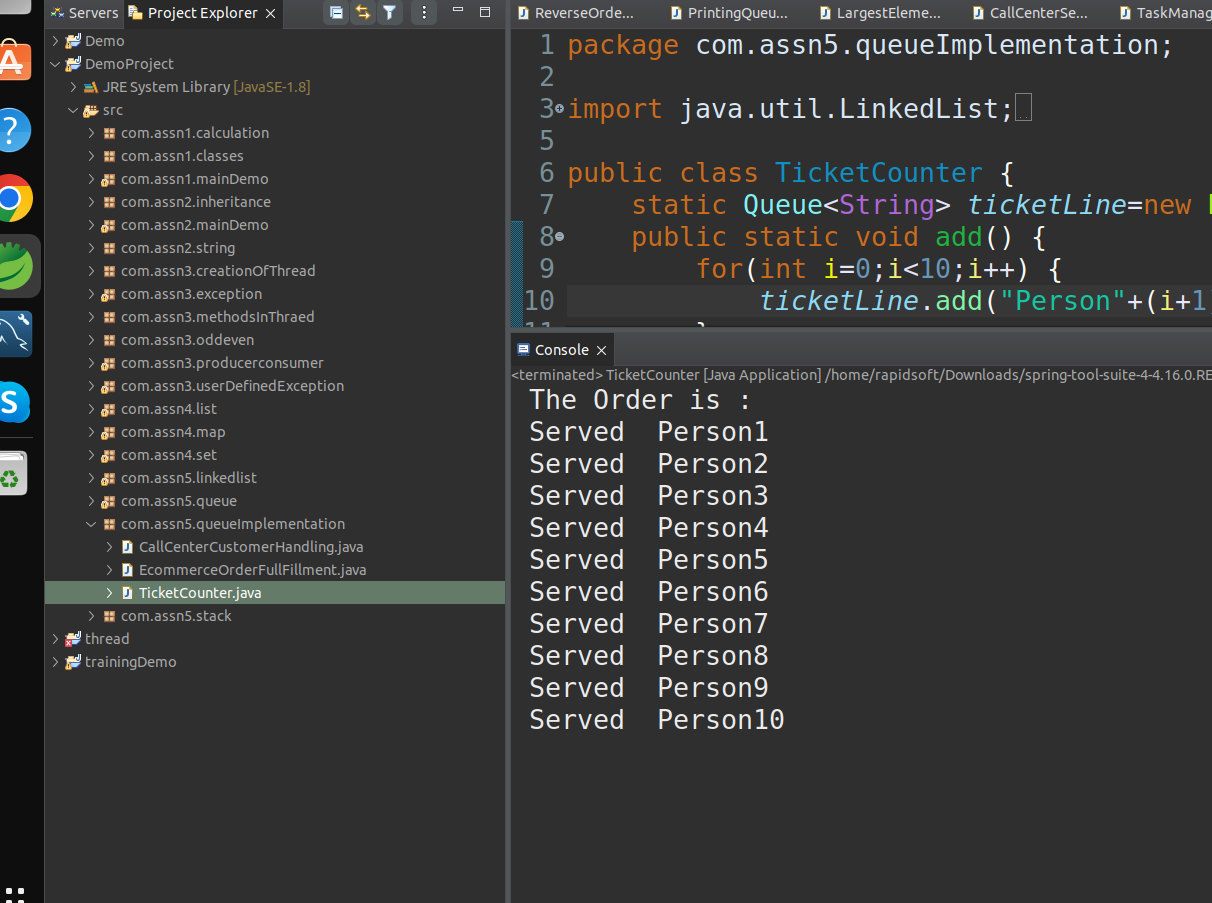 Servers Project Explorer
Demo
DemoProject
JRE System Library [JavaSE-1.8]
src
com.assn1.calculation
com.assn1.classes
com.assn1.mainDemo
com.assn2.inheritance
com.assn2.mainDemo
com.assn2.string
com.assn3.creationOfThread
com.assn3.exception
com.assn3.methodsInThraed
com.assn3.oddeven
com.assn3.producerconsumer
com.assn3.userDefinedException
com.assn4.list
com.assn4.map
com.assn4.set
com.assn5.linkedlist
com.assn5.queue
com.assn5.queueImplementation
CallCenterCustomerHandling.java
EcommerceOrderFullFillment.java
TicketCounter.java
com.assn5.stack
thread
trainingDemo
ReverseOrde... PrintingQueu... LargestEleme... CallCenterSe... TaskManag
1 package com.assn5.queueImplementation;
2
3 import java.util.LinkedList;
5
6 public class TicketCounter {
7 static Queue<String> ticketLine=new
8 public static void add() {
9 for(int i=0;i<10;i++) {
10 ticketLine.add("Person"+(i+1
11 }
Console
<terminated> TicketCounter [Java Application] /home/rapidsoft/Downloads/spring-tool-suite-4-4.16.0.RE
The Order is :
Served  Person1
Served  Person2
Served  Person3
Served  Person4
Served  Person5
Served  Person6
Served  Person7
Served  Person8
Served  Person9
Served  Person10